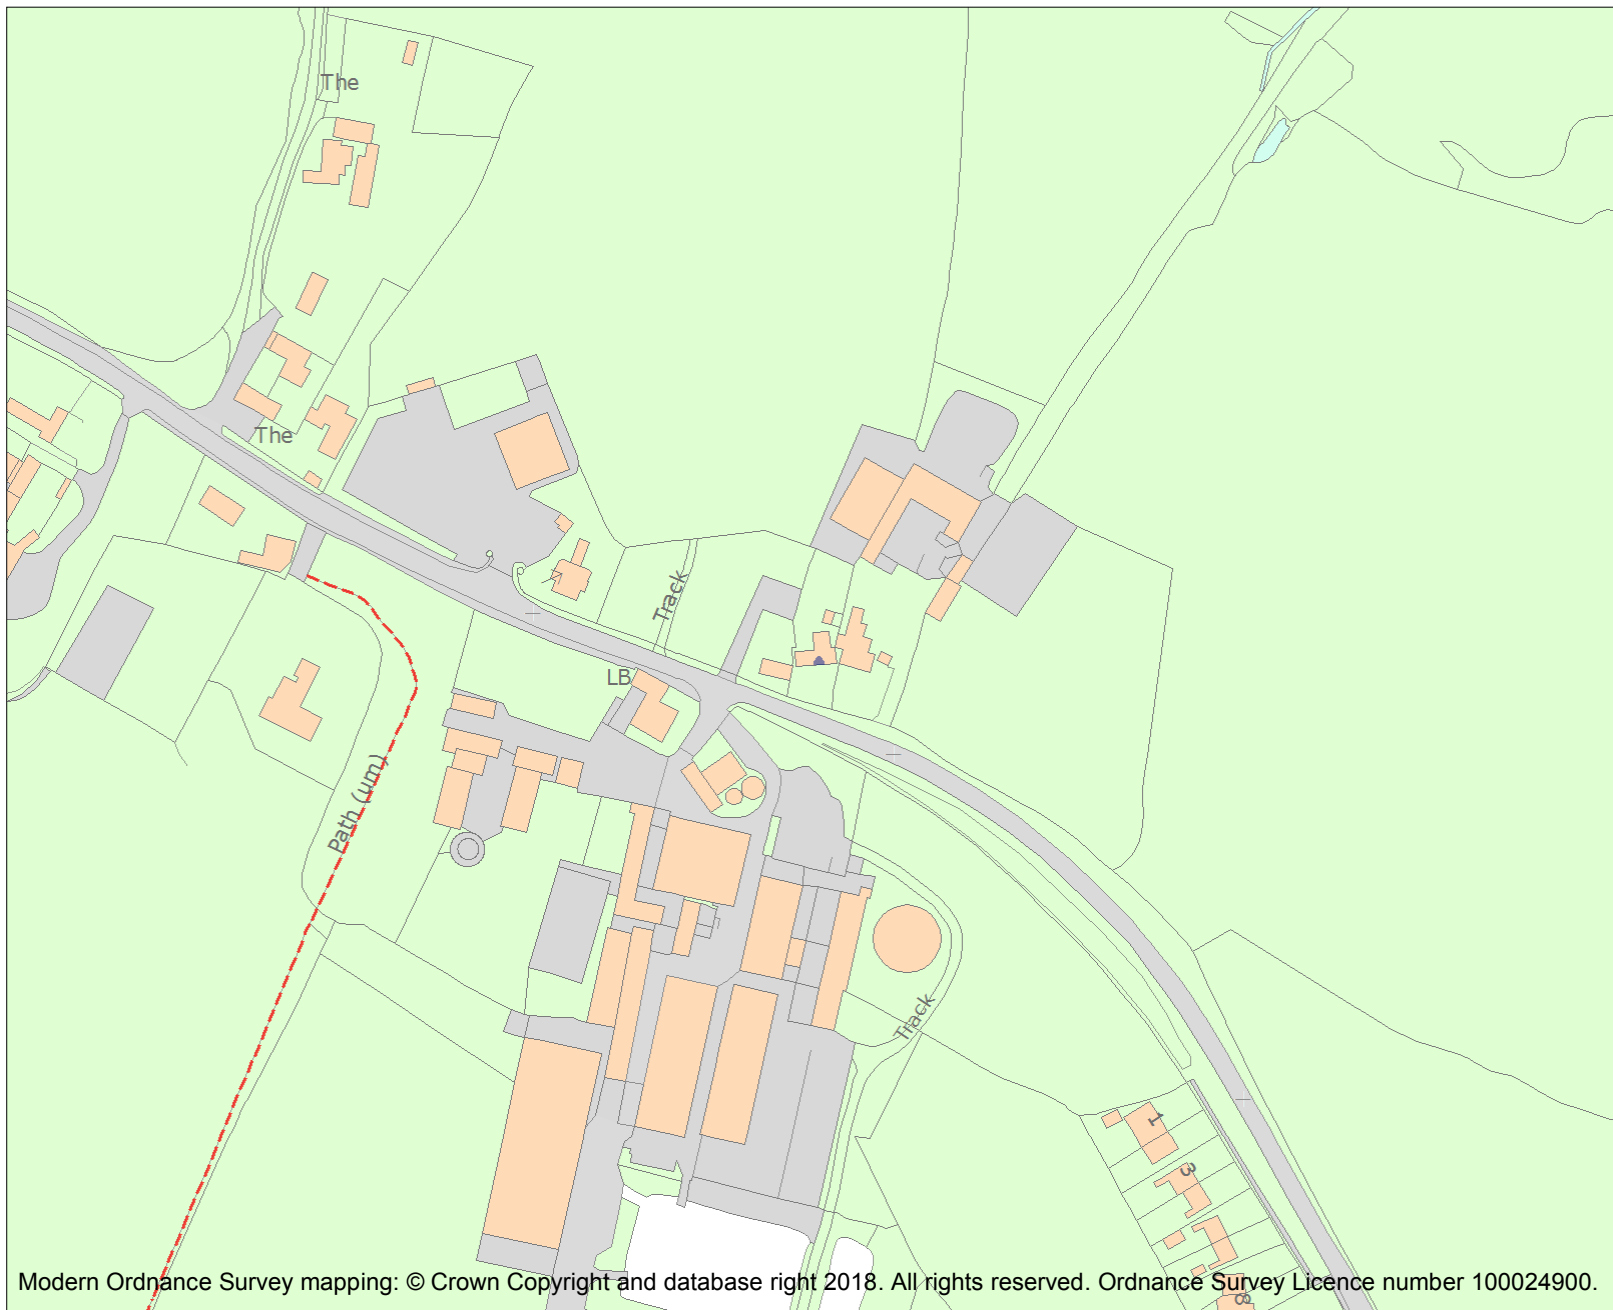 The
The
Track
LB
Path (um)
Track
1
3
8
Modern Ordnance Survey mapping: © Crown Copyright and database right 2018. All rights reserved. Ordnance Survey Licence number 100024900.